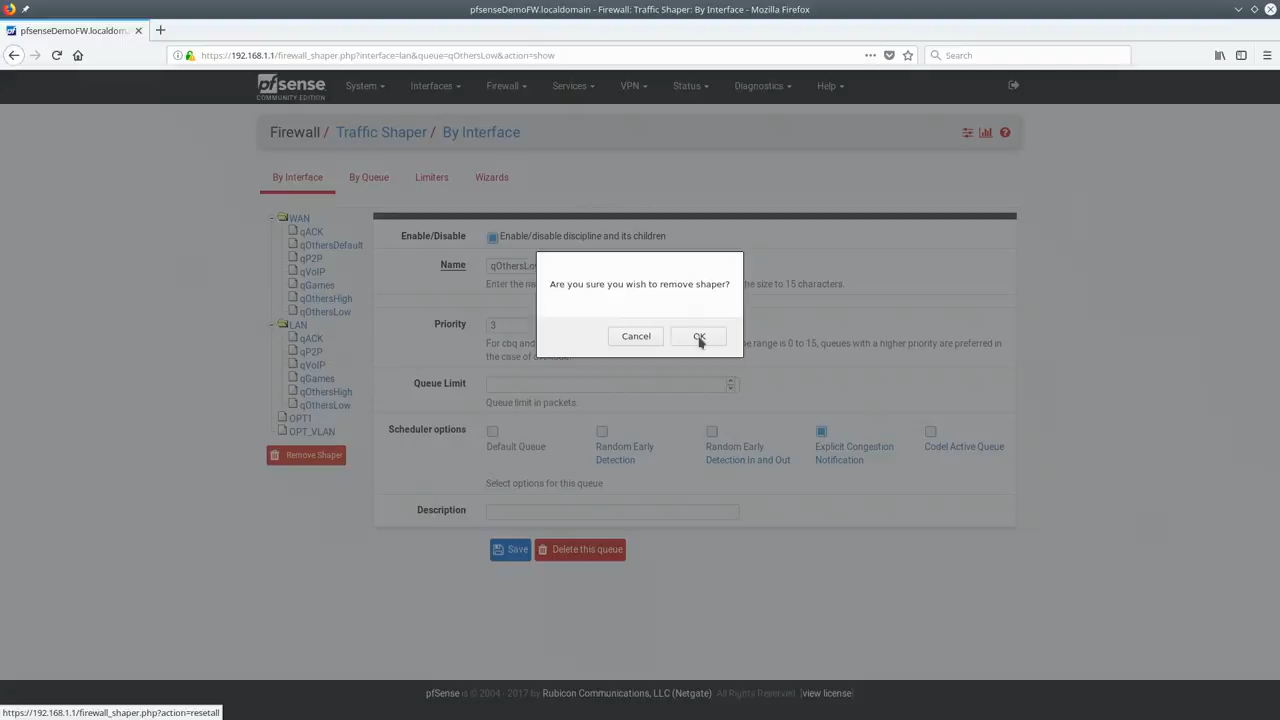 pfsenseDemoFW.localdomain - Firewall: Traffic Shaper: By Interface - Mozilla Firefox
pfsenseDemoFW.localdom
https://192.168.1.1/firewall_shaper.php?interface=lan&queue=qOthersLow&action=show
Search
pfsense
COMMUNITY EDITION
System
Interfaces
Firewall
Services
VPN
Status
Diagnostics
Help
Firewall / Traffic Shaper / By Interface
By Interface
By Queue
Limiters
Wizards
WAN
qACK
qOthersDefault
qP2P
qVoIP
qGames
qOthersHigh
qOthersLow
LAN
qACK
qP2P
qVoIP
qGames
qOthersHigh
qOthersLow
OPT1
OPT_VLAN
Remove Shaper
Enable/Disable
Enable/disable discipline and its children
Name
qOthersLo
Enter the
the size to 15 characters.
Priority
3
For cbq and
range is 0 to 15, queues with a higher priority are preferred
in the case of
Queue Limit
Queue limit in packets.
Scheduler options
Default Queue
Random Early
Detection
Random Early
Detection In and Out
Explicit Congestion
Notification
Codel Active Queue
Select options for this queue
Description
Save
Delete this queue
Are you sure you wish to remove shaper?
Cancel
OK
pfSense is © 2004 - 2017 by Rubicon Communications, LLC (Netgate). All Rights Reserved. [view license]
https://192.168.1.1/firewall_shaper.php?action=resetall